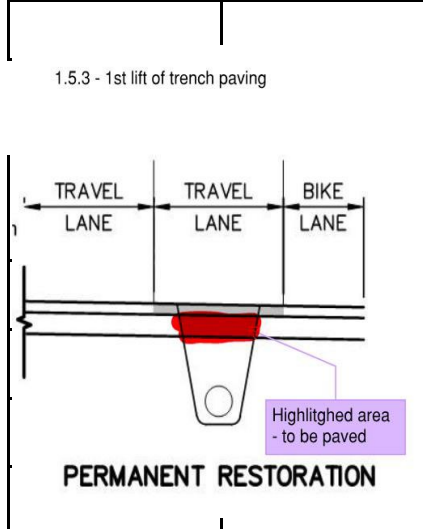 1.5.3 - 1st lift of trench paving
TRAVEL TRAVEL BIKE
LANE LANE LANE
Highlitghed area
- to be paved
PERMANENT RESTORATION